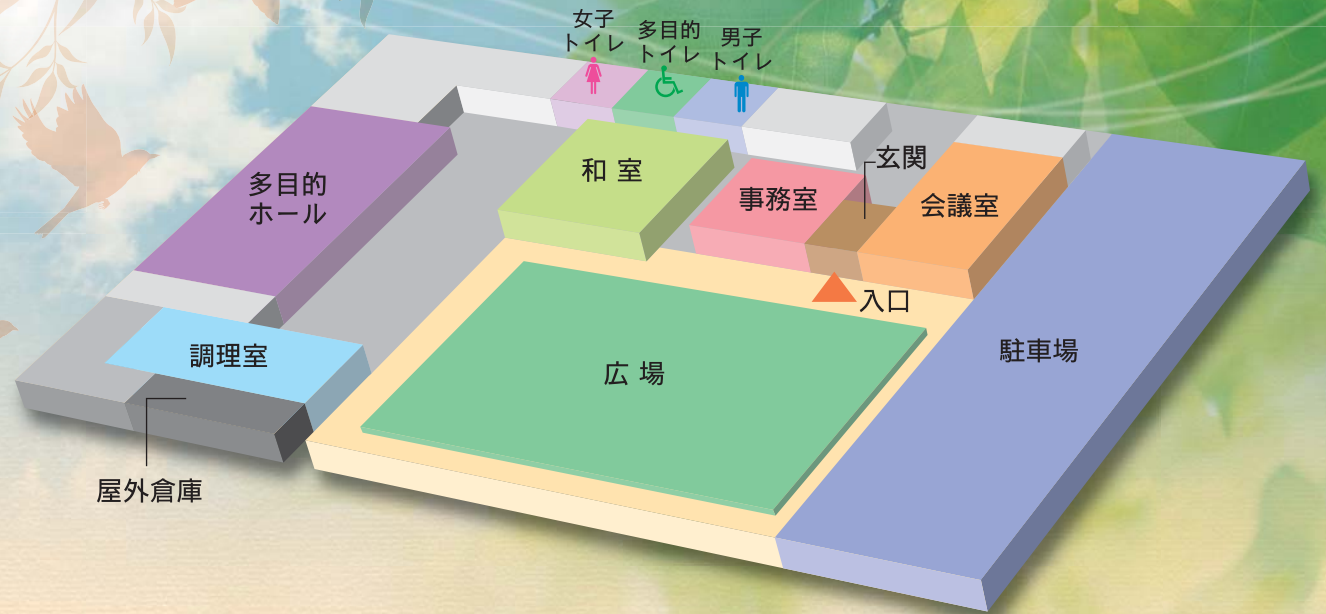 女子
トイレ
多目的
トイレ
男子
トイレ
和 室
玄関
多目的
ホール
事務室
会議室
入口
調理室
広 場
駐車場
屋外倉庫